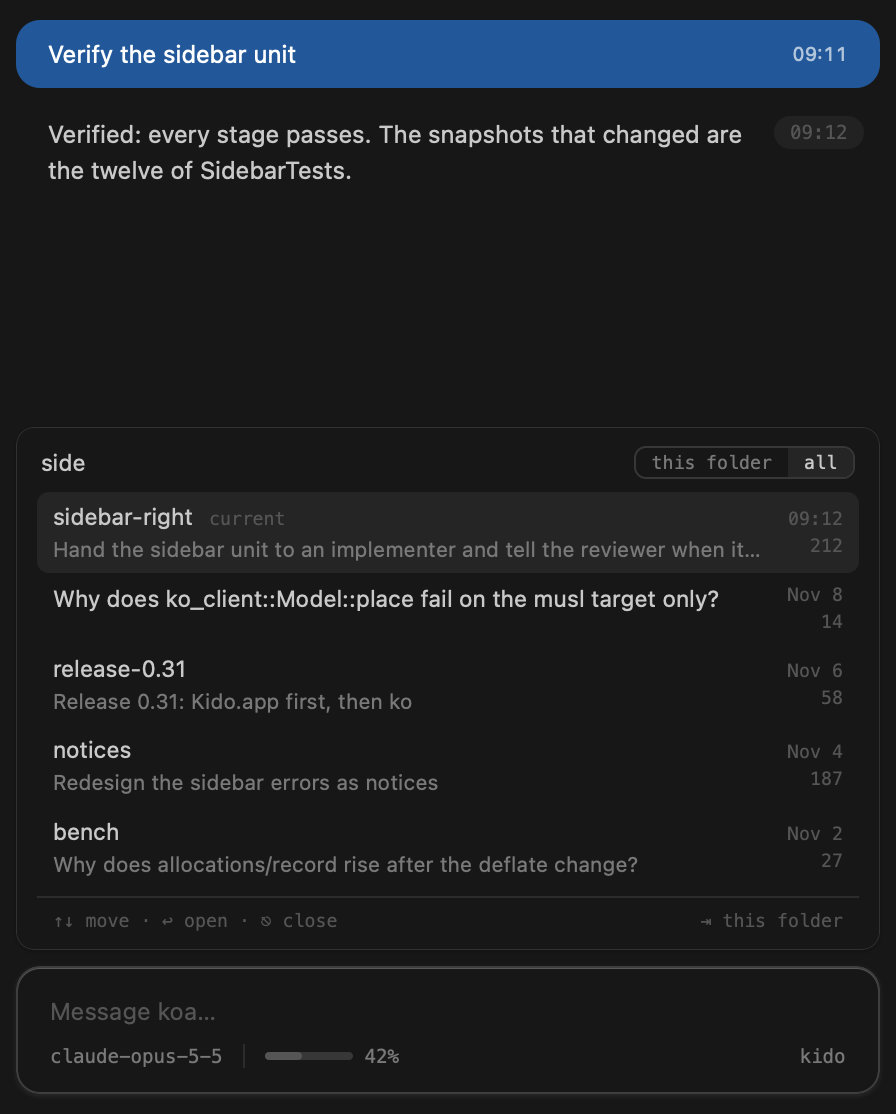 Verify the sidebar unit 09:11
Verified: every stage passes. The snapshots that changed are 09:12
the twelve of SidebarTests.
side this folder all
sidebar-right current 09:12
Hand the sidebar unit to an implementer and tell the reviewer when it… 212
Why does ko_client::Model::place fail on the musl target only? Nov 8
14
release-0.31 Nov 6
Release 0.31: Kido.app first, then ko 58
notices Nov 4
Redesign the sidebar errors as notices 187
bench Nov 2
Why does allocations/record rise after the deflate change? 27
↑↓ move · ↩ open · ⎋ close ⇥ this folder
Message koa…
claude-opus-5-5 42% kido